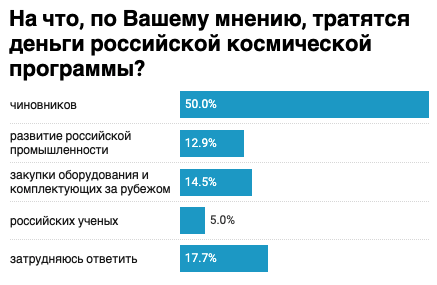 На что, по Вашему мнению, тратятся
деньги российской космической
программы?
чиновников
50.0%
развитие российской
промышленности
12.9%
закупки оборудования и
комплектующих за рубежом
14.5%
российских ученых
5.0%
затрудняюсь ответить
17.7%